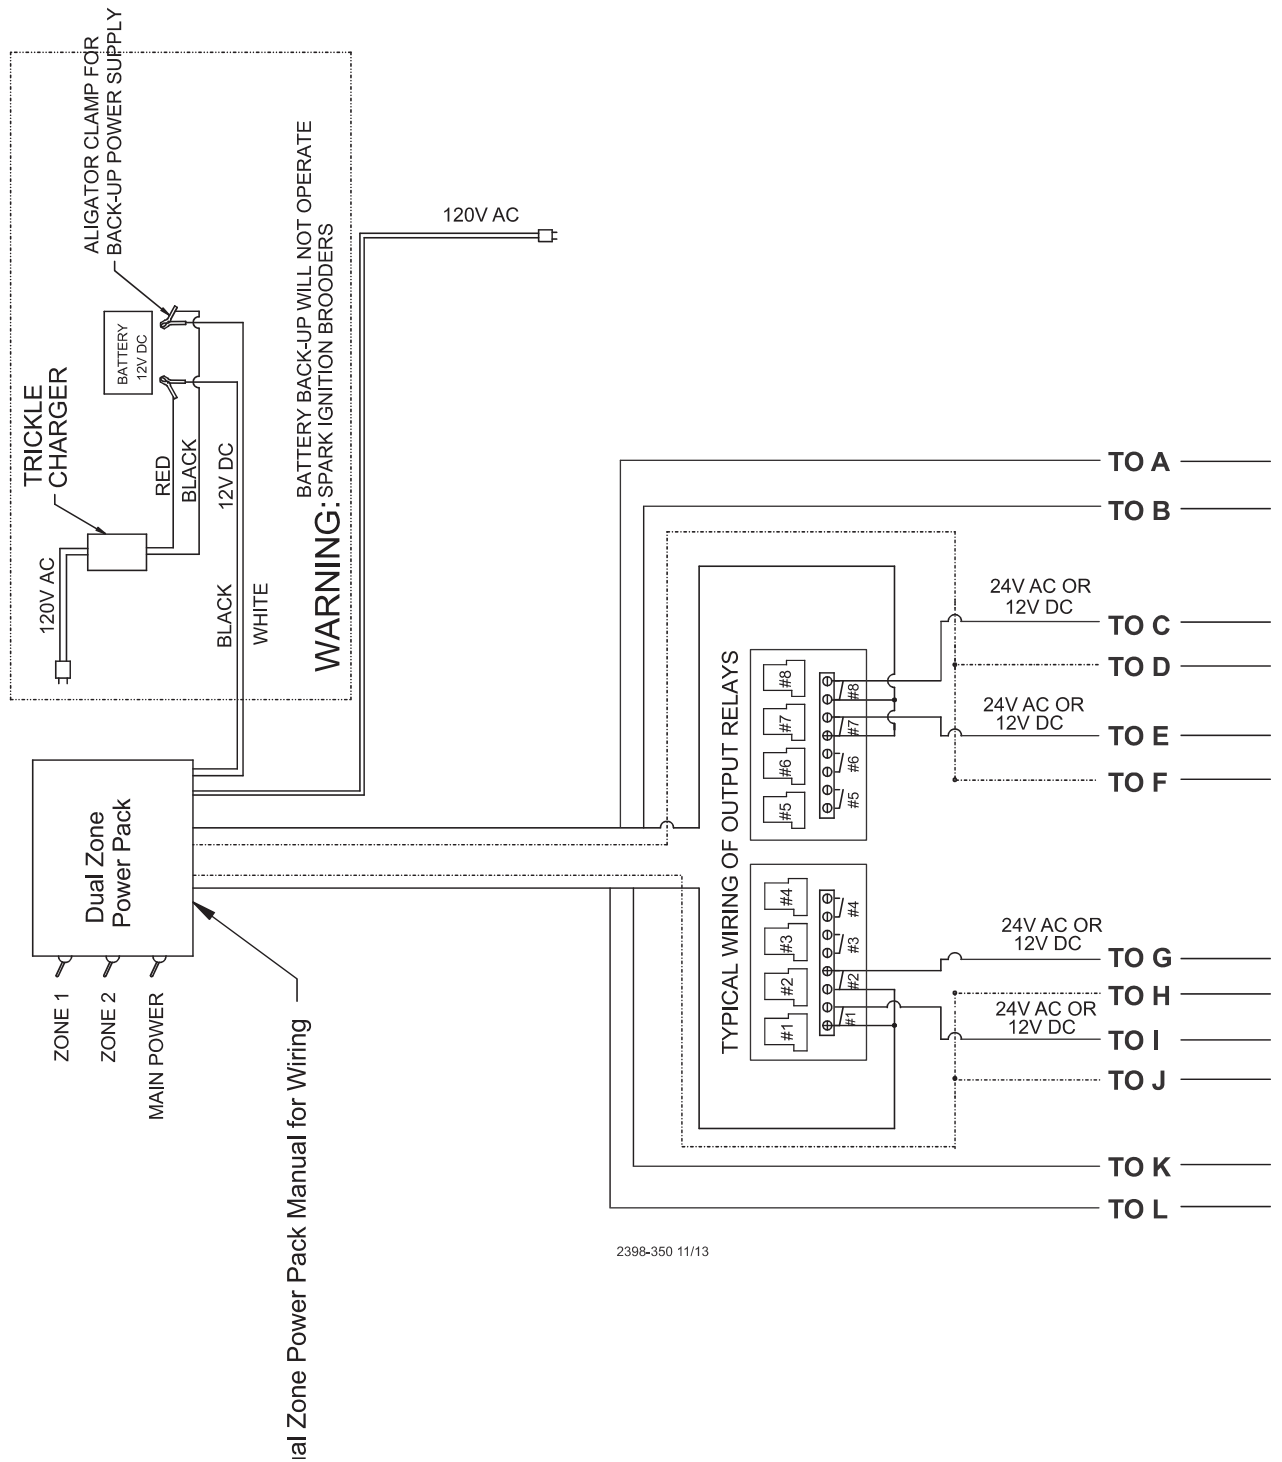 ALIGATOR CLAMP FOR
BACK-UP POWER SUPPLY
BATTERY
12V DC
TRICKLE
CHARGER
RED
BLACK
12V DC
120V AC
BLACK
WHITE
WARNING:
BATTERY BACK-UP WILL NOT OPERATE
SPARK IGNITION BROODERS
120V AC
Dual Zone
Power Pack
ZONE 1
ZONE 2
MAIN POWER
al Zone Power Pack Manual for Wiring
TYPICAL WIRING OF OUTPUT RELAYS
#8
#8
#7
#7
#6
#6
#5
#5
#4
#4
#3
#3
#2
#2
#1
#1
TO A
TO B
24V AC OR
12V DC
TO C
TO D
24V AC OR
12V DC
TO E
TO F
24V AC OR
12V DC
TO G
TO H
24V AC OR
12V DC
TO I
TO J
TO K
TO L
2398-350 11/13